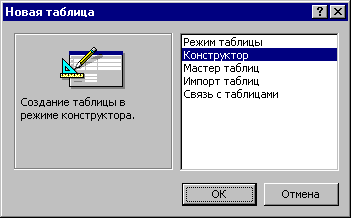 Новая таблица
Создание таблицы в
режиме конструктора.
Режим таблицы
Конструктор
Мастер таблиц
Импорт таблиц
Связь с таблицами
OK
Отмена